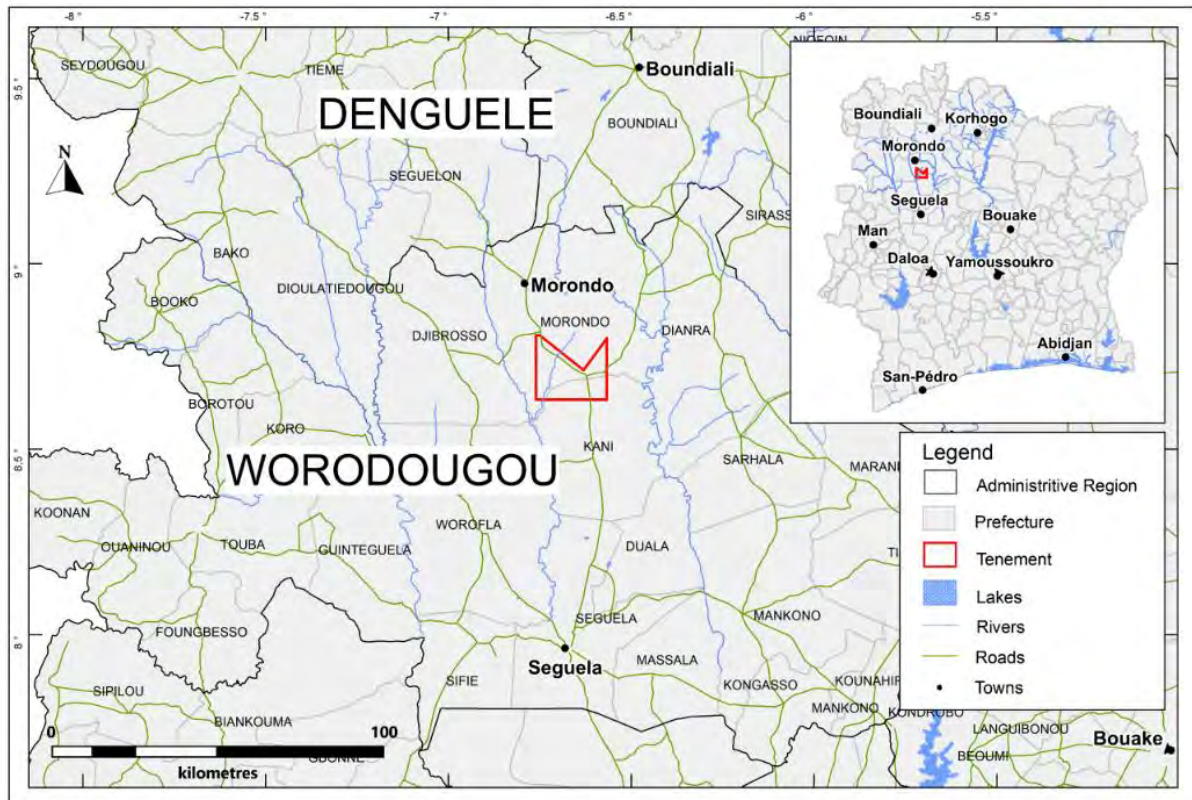 -8 °
-7.5°
-7°
-6.5°
-6°
-5.5°
9.5°
9°
8.5°
8°
SEYDOUGOU
TIEME
Boundiali
DENGUELE
BOUNDIALI
N
SEGUELON
SIRASS
BAKO
DIOULATIEDOUGOU
Morondo
BOOKO
MORONDO
DIANRA
DJIBROSSO
BOROTOU
KORO
KANI
WORODOUGOU
SARHALA
MARANI
KOONAN
WOROFLA
OUANINOU
TOUBA
GUINTEGUELA
DUALA
TI
SEGUELA
MANKONO
FOUNGBESSO
Seguela
MASSALA
SIFIE
KONGASSO
KOUNAHIR
SIPILOU
MANKONO
KONDROBO
BIANKOUMA
LANGUIBONOU
BEOUMI
Bouake
GBONNE
0
100
kilometres
NIOFOIN
Boundiali
Korhogo
Morondo
Seguela
Bouake
Man
Daloa
Yamoussoukro
Abidjan
San-Pédro
Legend
Administritive Region
Prefecture
Tenement
Lakes
Rivers
Roads
Towns